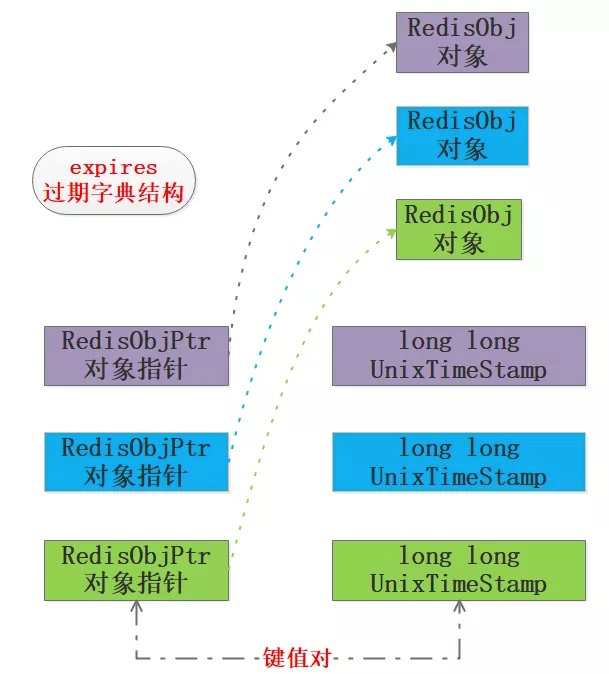 RedisObj
对象
RedisObj
对象
expires
过期字典结构
RedisObj
对象
RedisObjPtr
对象指针
long long
UnixTimeStamp
RedisObjPtr
对象指针
long long
UnixTimeStamp
RedisObjPtr
对象指针
long long
UnixTimeStamp
键值对